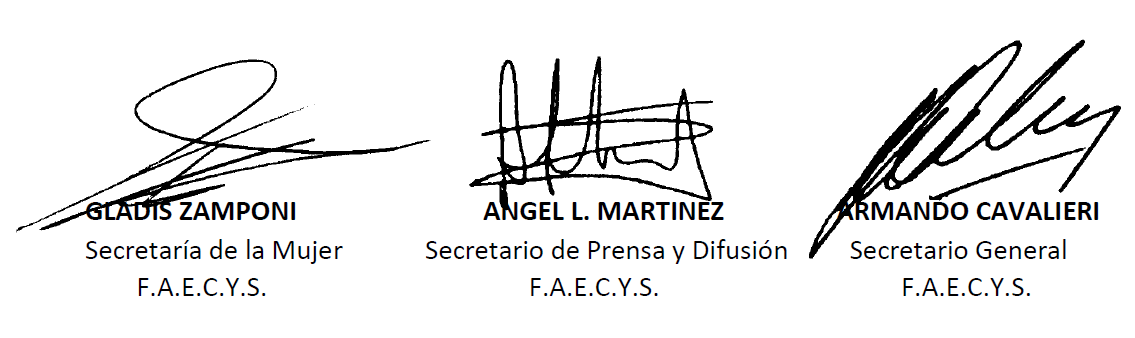 GLADIS ZAMPONI
Secretaría de la Mujer
F.A.E.C.Y.S.
ANGEL L. MARTINEZ
Secretario de Prensa y Difusión
F.A.E.C.Y.S.
ARMANDO CAVALIERI
Secretario General
F.A.E.C.Y.S.